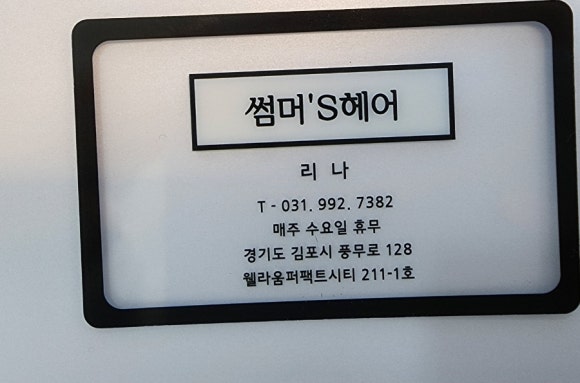 썸머'S헤어
리 나
T - 031. 992. 7382
매주 수요일 휴무
경기도 김포시 풍무로 128
웰라움퍼팩트시티 211-1호